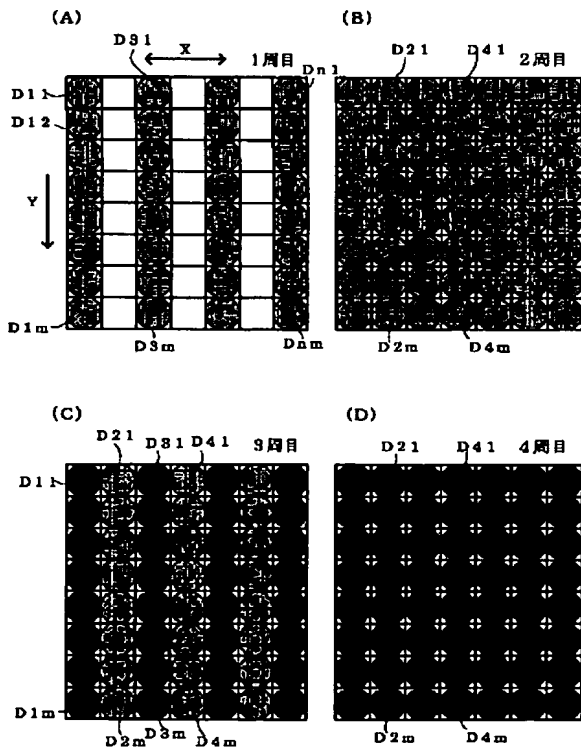 (A)
D31
X
1周目
Dn1
D11
D12
Y
D1m
D3m
Dnm
(B)
D21
D41
2周目
D2m
D4m
(C)
D21
D31
D41
3周目
D11
D1m
D2m
D3m
D4m
(D)
D21
D41
4周目
D2m
D4m